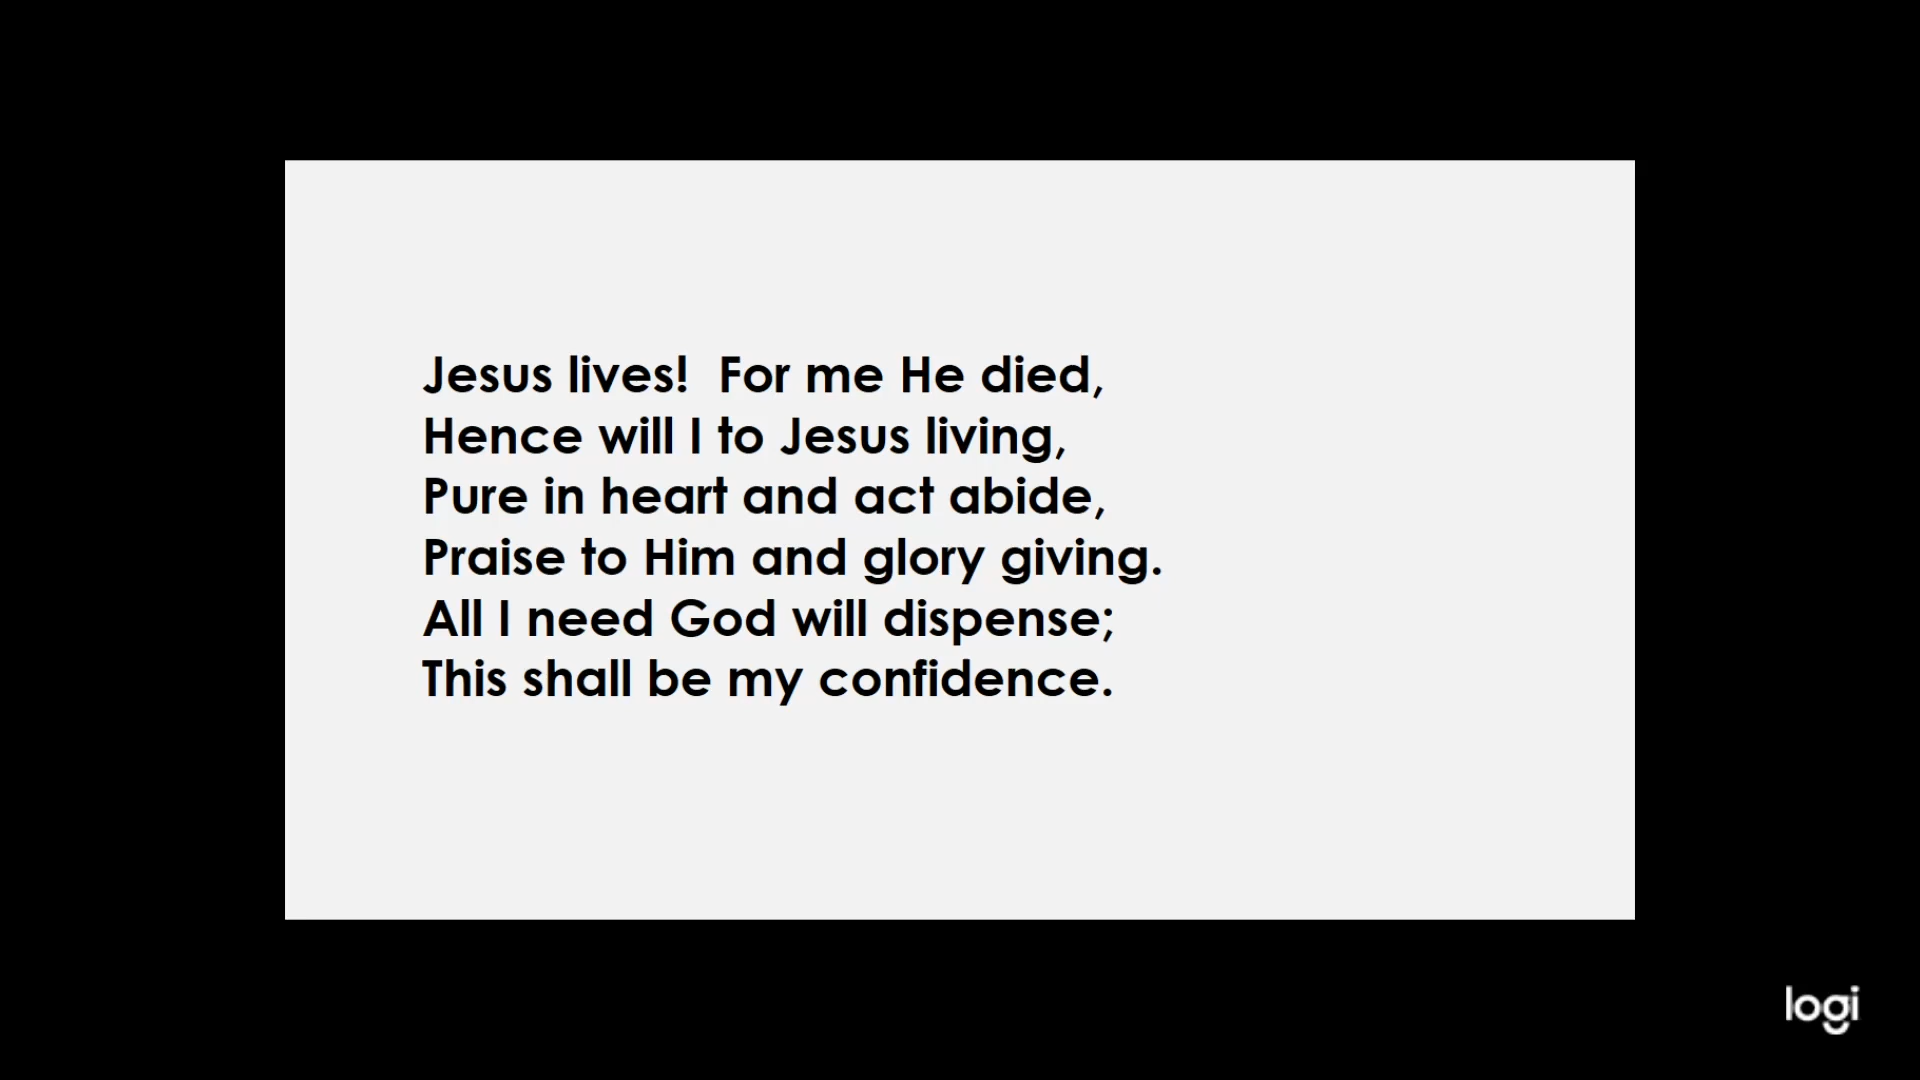 Jesus lives!  For me He died,
Hence will I to Jesus living,
Pure in heart and act abide,
Praise to Him and glory giving.
All I need God will dispense;
This shall be my confidence.
logi